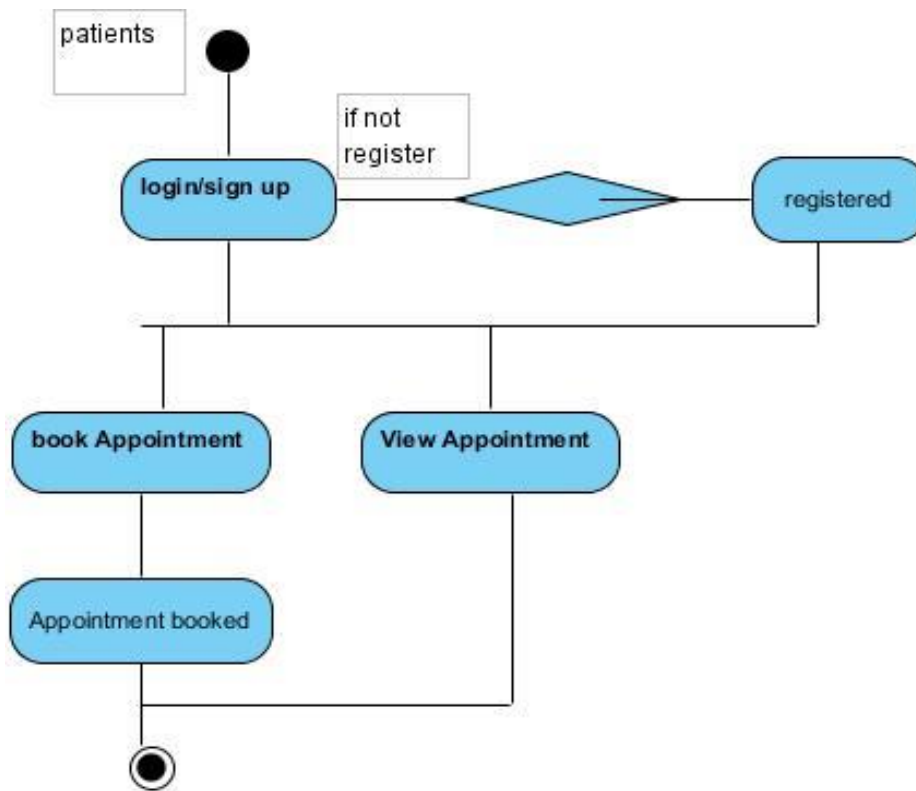 patients
if not
register
login/sign up
registered
book Appointment
View Appointment
Appointment booked